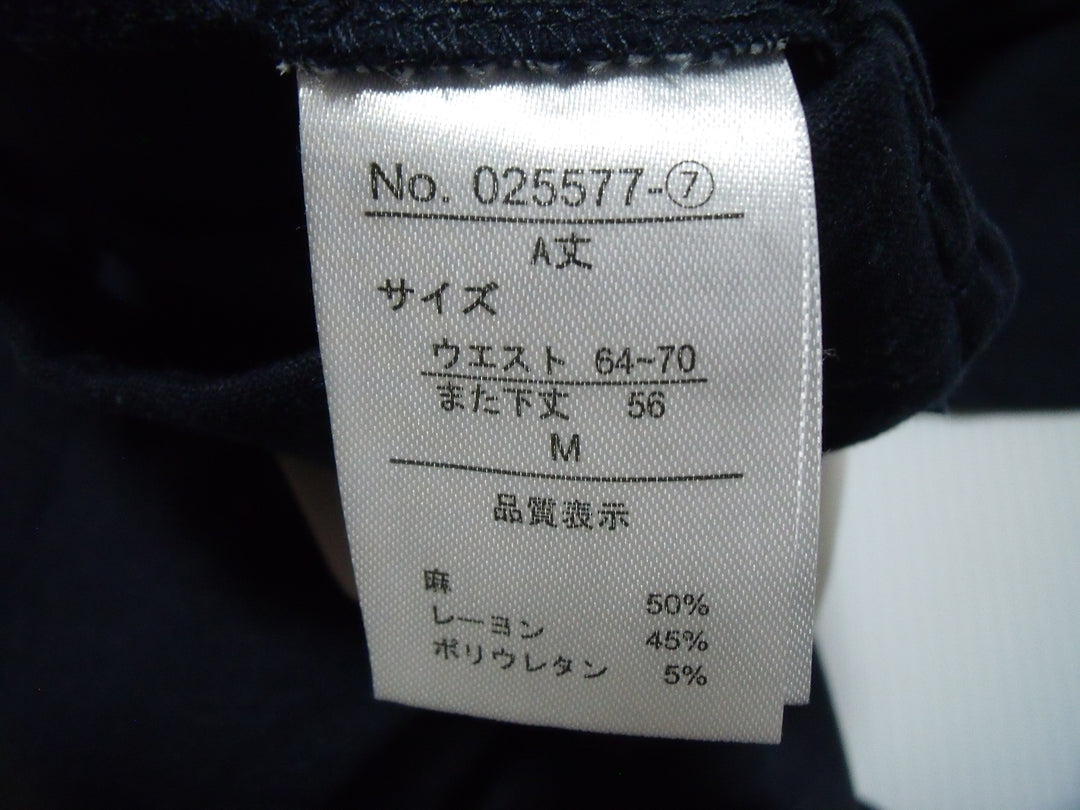 No. 025577-⑦
A丈
サイズ
ウエスト 64~70
また下丈 56
M
品質表示
麻 50%
レーヨン 45%
ポリウレタン 5%